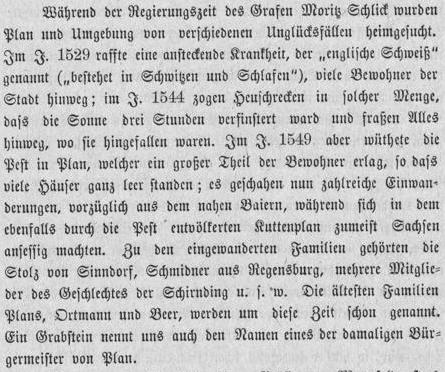 Während der Regierungszeit des Grafen Moritz Schlick wurden
Plan und Umgebung von verschiedenen Unglücksfällen heimgesucht.
Im J. 1529 raffte eine ansteckende Krankheit, der „englische Schweiß"
genannt („bestehet in Schwitzen und Schlafen"), viele Bewohner der
Stadt hinweg; im J. 1544 zogen Heuschrecken in solcher Menge,
dass die Sonne drei Stunden verfinstert ward und fraßen Alles
hinweg, wo sie hingefallen waren. Im J. 1549 aber wüthete die
Pest in Plan, welcher ein großer Theil der Bewohner erlag, so dass
viele Häuser ganz leer standen; es geschahen nun zahlreiche Einwan-
derungen, vorzüglich aus dem nahen Baiern, während sich in dem
ebenfalls durch die Pest entvölkerten Kuttenplan zumeist Sachsen
ansessig machten. Zu den eingewanderten Familien gehörten die
Stolz von Sinndorf, Schmidner aus Regensburg, mehrere Mitglie-
der des Geschlechtes der Schirnding u. s. w. Die ältesten Familien
Plans, Ortmann und Beer, werden um diese Zeit schon genannt.
Ein Grabstein nennt uns auch den Namen eines der damaligen Bür-
germeister von Plan.